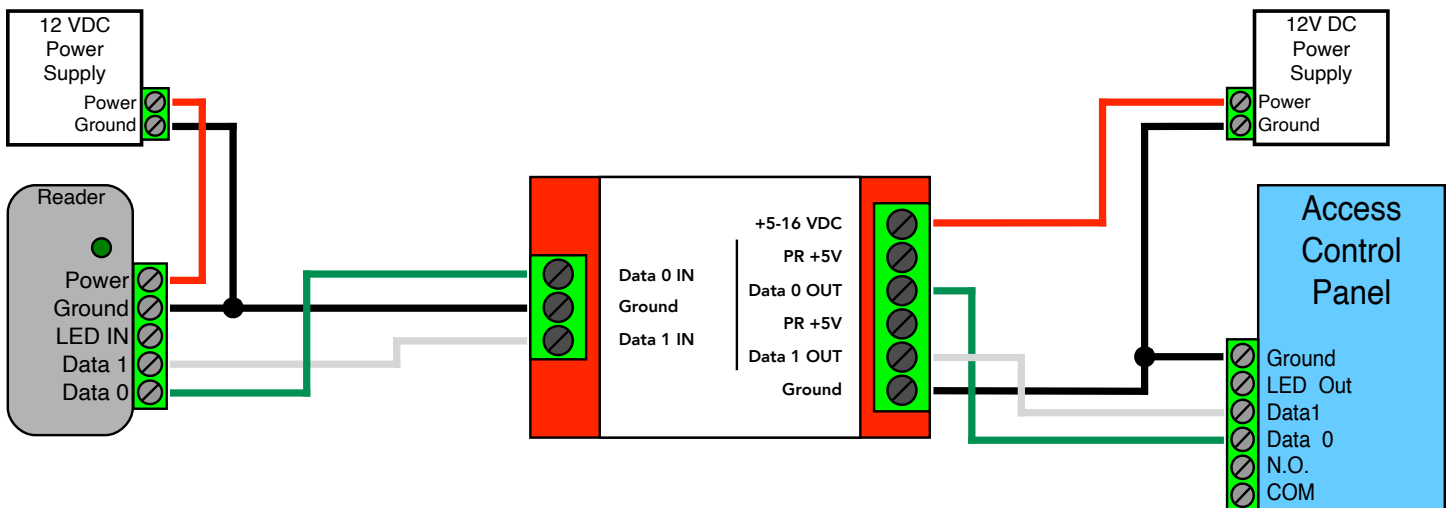 12 VDC
Power
Supply
Power
Ground
Reader
Power
Ground
LED IN
Data 1
Data 0
Data 0 IN
Ground
Data 1 IN
+5-16 VDC
PR +5V
Data 0 OUT
PR +5V
Data 1 OUT
Ground
12V DC
Power
Supply
Power
Ground
Access
Control
Panel
Ground
LED Out
Data1
Data 0
N.O.
COM